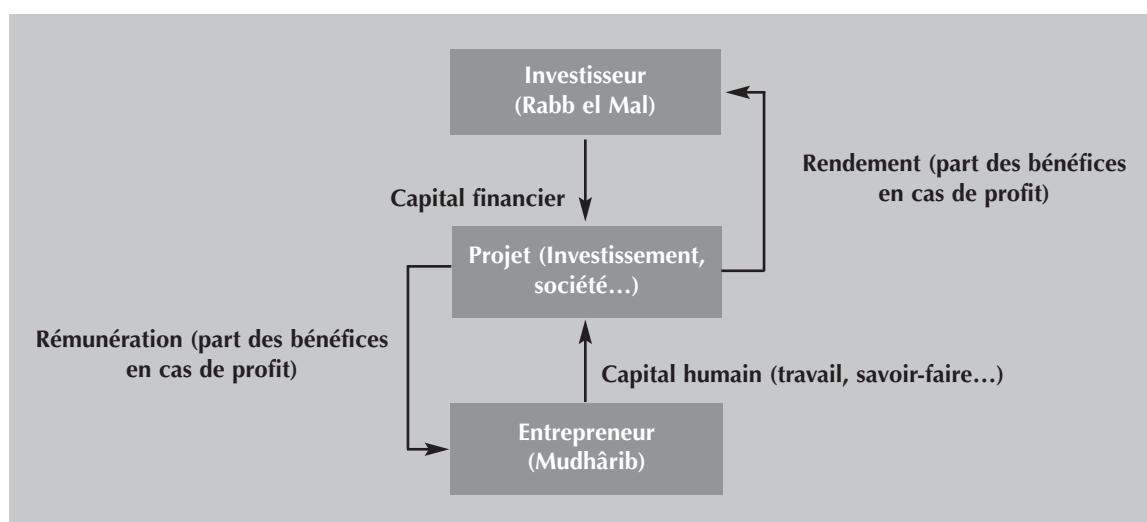 Investisseur
(Rabb el Mal)
Rendement (part des bénéfices
en cas de profit)
Capital financier
Projet (Investissement,
société…)
Rémunération (part des bénéfices
en cas de profit)
Capital humain (travail, savoir-faire…)
Entrepreneur
(Mudhârib)